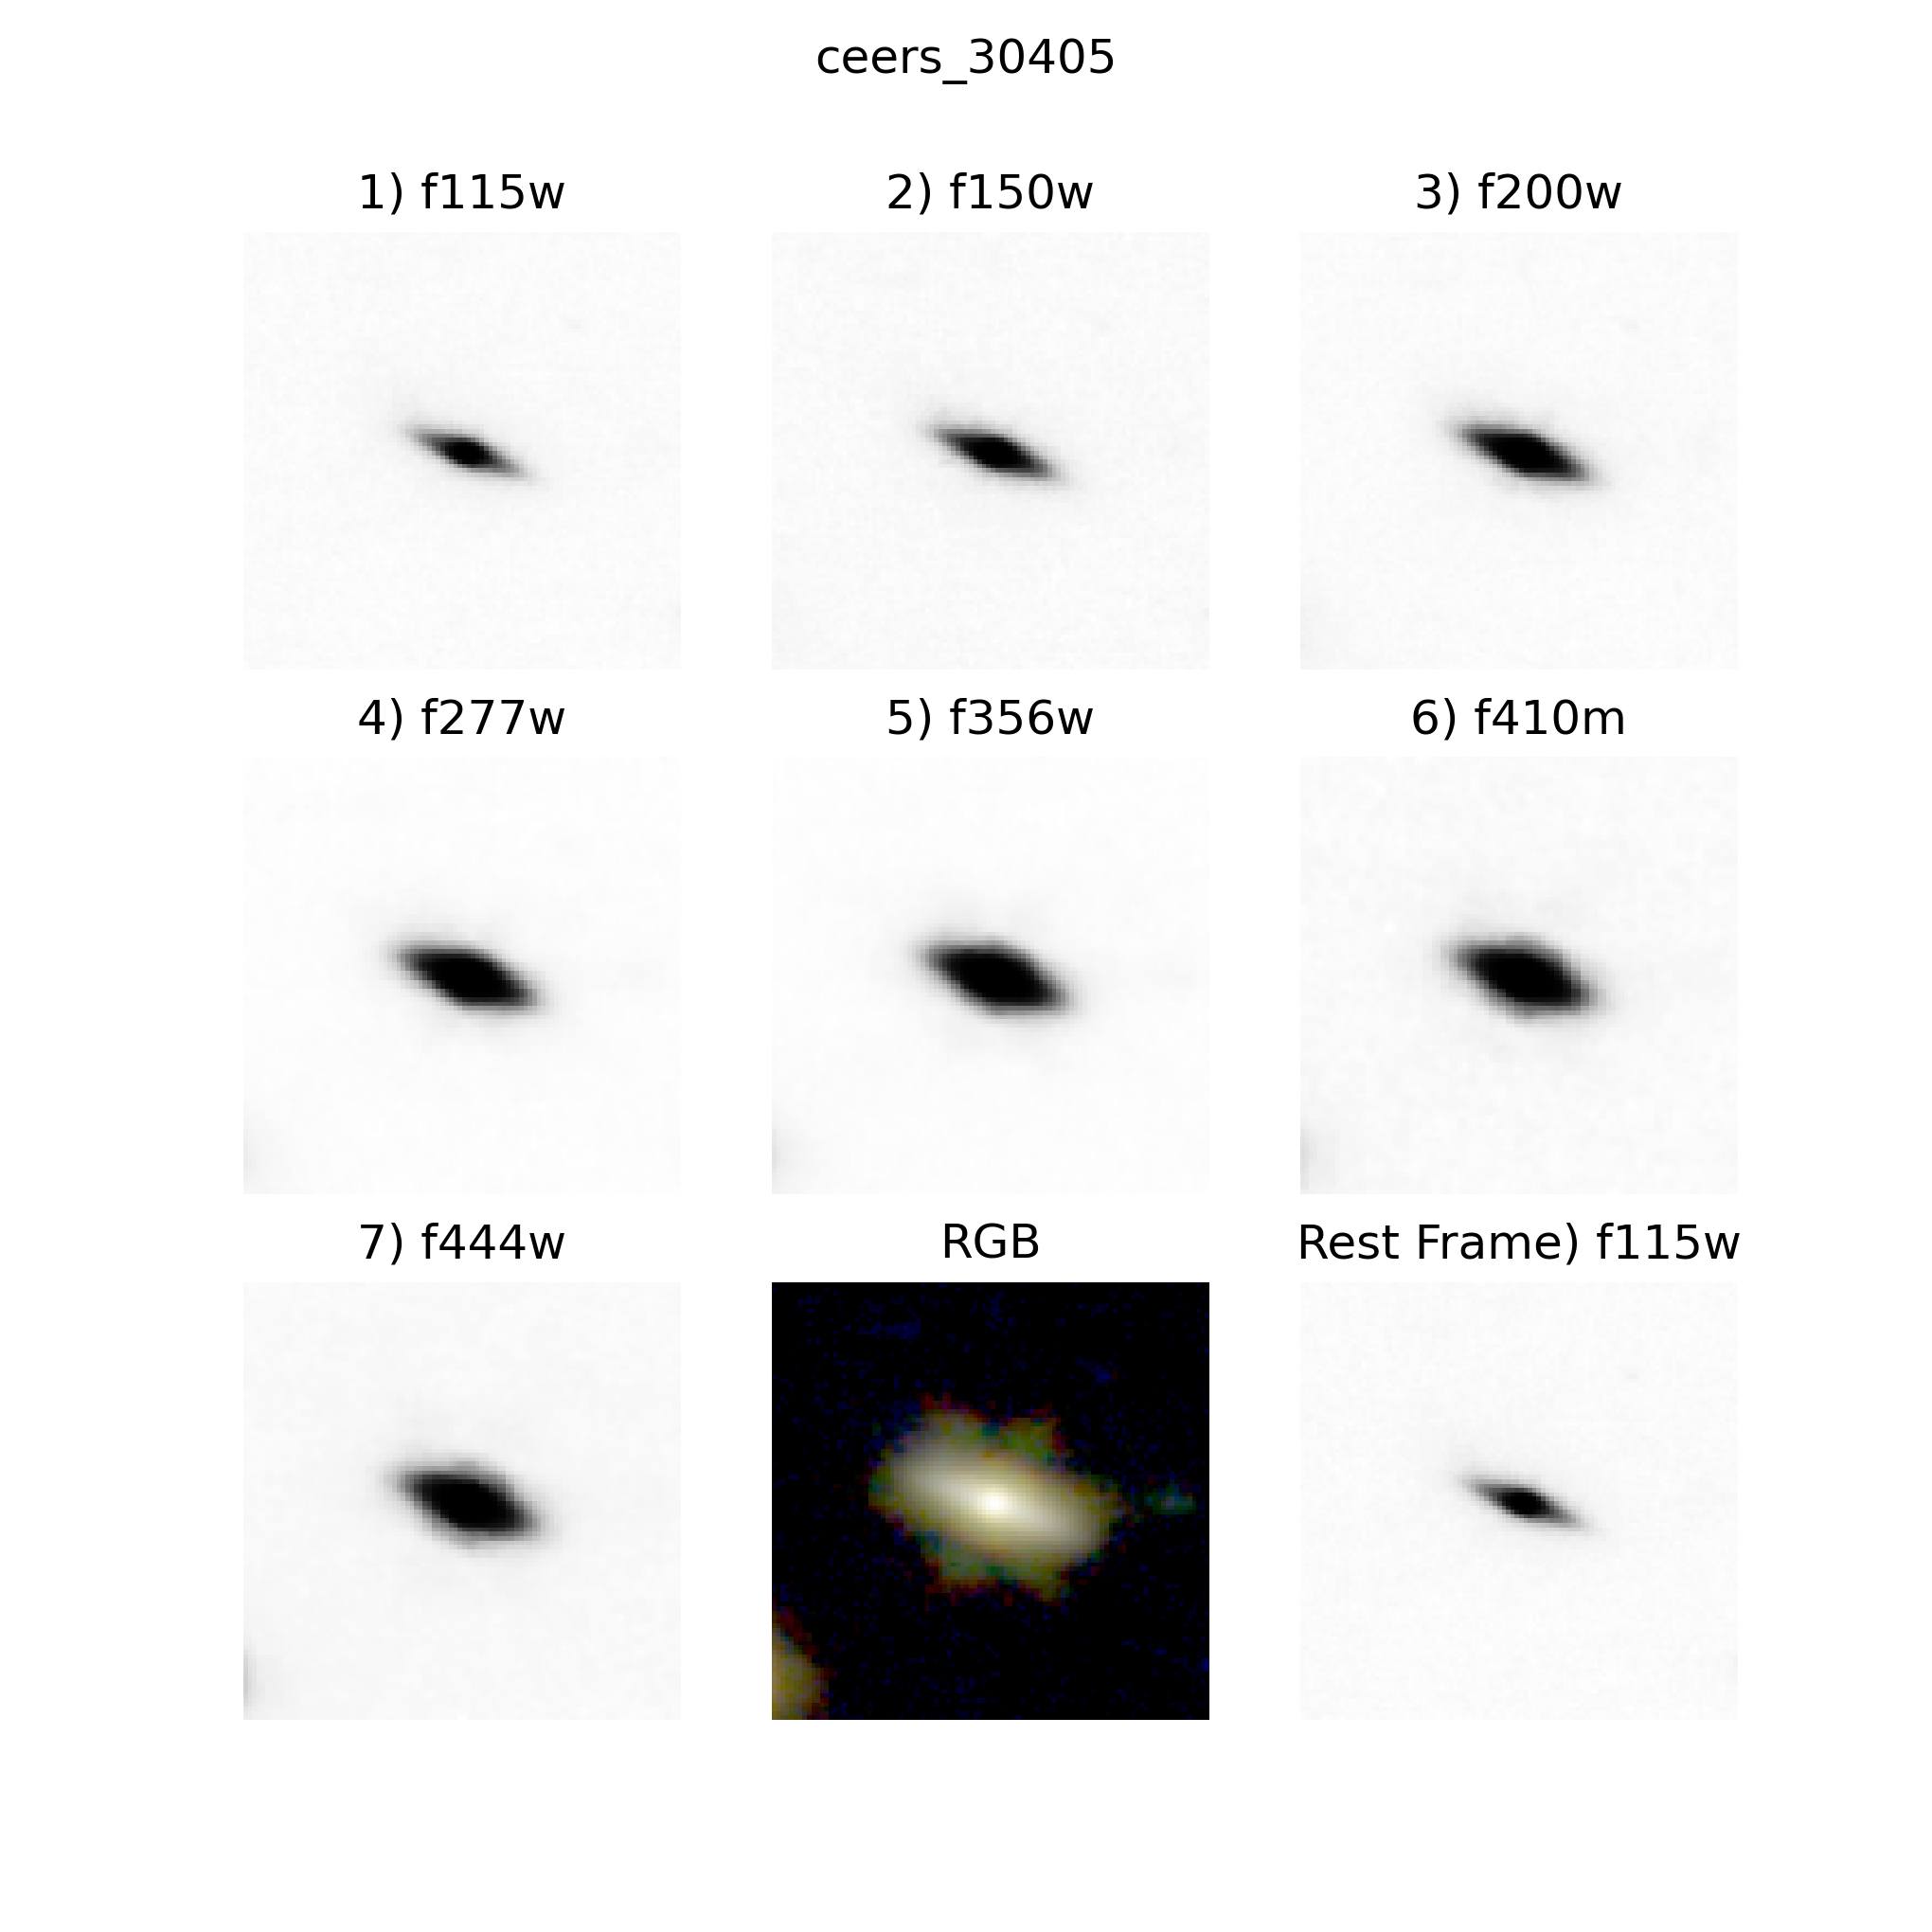 ceers_30405
1) f115w
2) f150w
3) f200w
4) f277w
5) f356w
6) f410m
7) f444w
RGB
Rest Frame) f115w